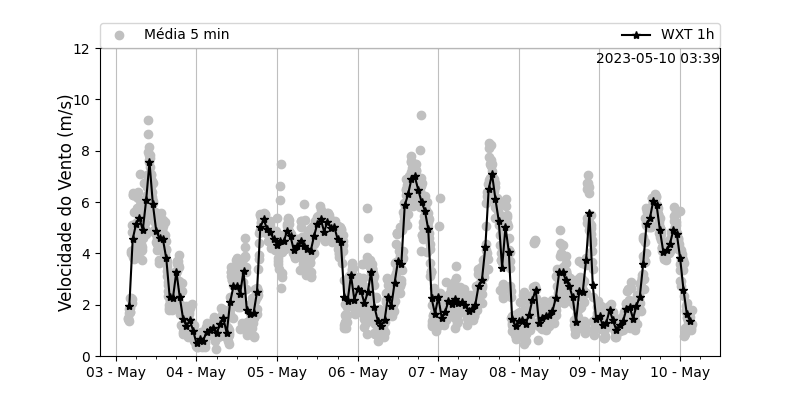 Média 5 min
WXT 1h
2023-05-10 03:39
Velocidade do Vento (m/s)
12
10
8
6
4
2
0
03 - May 04 - May 05 - May 06 - May 07 - May 08 - May 09 - May 10 - May